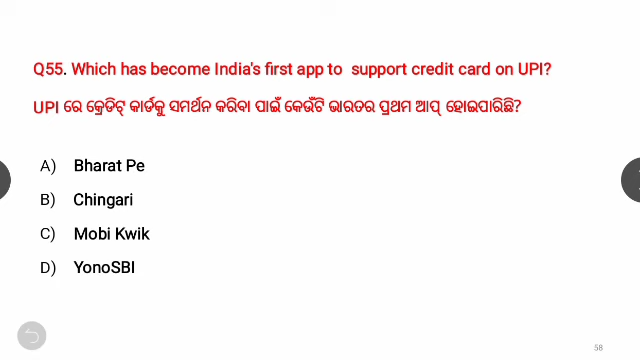 Q55. Which has become India's first app to support credit card on UPI?
UPI ରେ କ୍ରେଡିଟ୍ କାର୍ଡକୁ ସମର୍ଥନ କରିବା ପାଇଁ କେଉଁଟି ଭାରତର ପ୍ରଥମ ଆପ୍ ହୋଇପାରିଛି?
A) Bharat Pe
B) Chingari
C) Mobi Kwik
D) YonoSBI
58